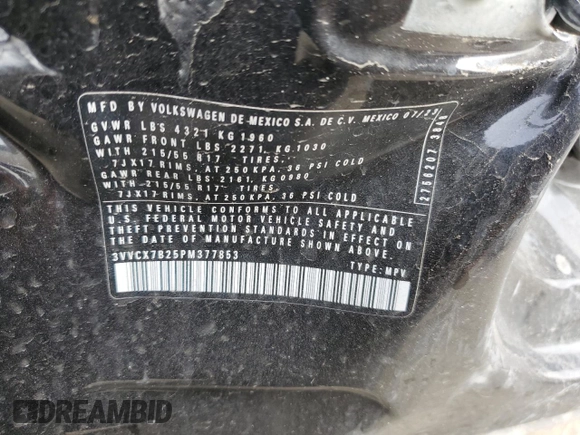 MFD BY VOLKSWAGEN DE MEXICO S.A. DE C.V. MEXICO 07/23
GVWR LBS 4321 KG 1960
GAWR FRONT LBS 2271, KG 1030
WITH 215/55 R17 TIRES.
7JX17 RIMS, AT 250 KPA, 36 PSI COLD
GAWR REAR LBS 2161, KG 0980
WITH 215/55 R17 TIRES.
7JX17 RIMS, AT 250 KPA, 36 PSI COLD
THIS VEHICLE CONFORMS TO ALL APPLICABLE
U.S. FEDERAL MOTOR VEHICLE SAFETY AND
THEFT PREVENTION STANDARDS IN EFFECT ON
THE DATE OF MANUFACTURE SHOWN ABOVE.
3VVCX7B25PM377853
TYPE: MPV
2756207
DREAMBID